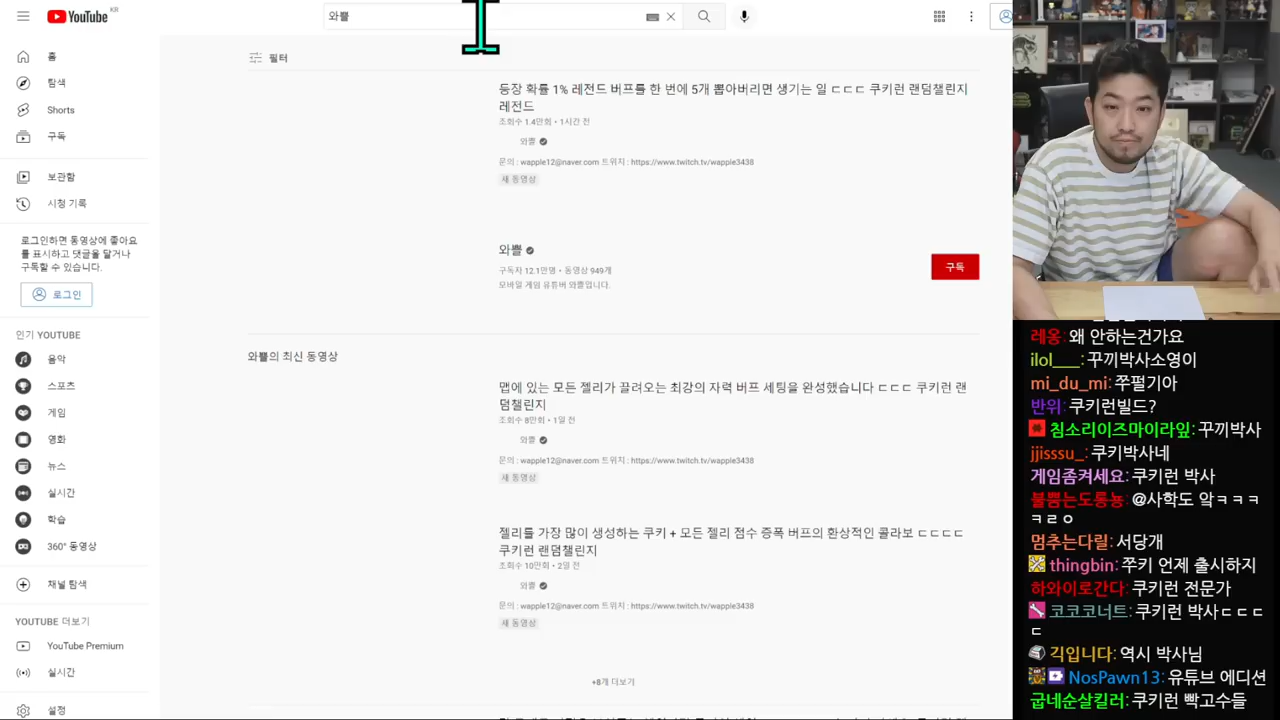 YouTube KR
와쁠
홈
탐색
Shorts
구독
보관함
시청 기록
로그인하면 동영상에 좋아요
를 표시하고 댓글을 달거나
구독할 수 있습니다.
로그인
인기 YOUTUBE
음악
스포츠
게임
영화
뉴스
실시간
학습
360° 동영상
채널 탐색
YOUTUBE 더보기
YouTube Premium
실시간
설정
필터
등장 확률 1% 레전드 버프를 한 번에 5개 뽑아버리면 생기는 일 ㄷㄷㄷ 쿠키런 랜덤챌린지
레전드
조회수 1.4만회 • 1시간 전
와쁠
문의 : wapple12@naver.com 트위치 : https://www.twitch.tv/wapple3438
새 동영상
와쁠
구독자 12.1만명 • 동영상 949개
모바일 게임 유튜버 와쁠입니다.
구독
와쁠의 최신 동영상
맵에 있는 모든 젤리가 끌려오는 최강의 자력 버프 세팅을 완성했습니다 ㄷㄷㄷ 쿠키런 랜
덤챌린지
조회수 8만회 • 1일 전
와쁠
문의 : wapple12@naver.com 트위치 : https://www.twitch.tv/wapple3438
새 동영상
젤리를 가장 많이 생성하는 쿠키 + 모든 젤리 점수 증폭 버프의 환상적인 콜라보 ㄷㄷㄷㄷ
쿠키런 랜덤챌린지
조회수 10만회 • 2일 전
와쁠
문의 : wapple12@naver.com 트위치 : https://www.twitch.tv/wapple3438
새 동영상
+8개 더보기
레옹: 왜 안하는건가요
ilol___: 꾸끼박사소영이
mi_du_mi: 쭈펄기아
반위: 쿠키런빌드?
침소리이즈마이라잎: 꾸끼박사
jjisssu_: 쿠키박사네
게임좀켜세요: 쿠키런 박사
불뿜는도롱뇽: @사학도 앜ㅋㅋㅋ
ㅋㄹㅇ
멈추는다릴: 서당개
thingbin: 쭈키 언제 출시하지
하와이로간다: 쿠키런 전문가
코코코너트: 쿠키런 박사ㄷㄷㄷ
ㄷ
긱입니다: 역시 박사님
NosPawn13: 유튜브 에디션
굽네순살킬러: 쿠키런 빡고수들